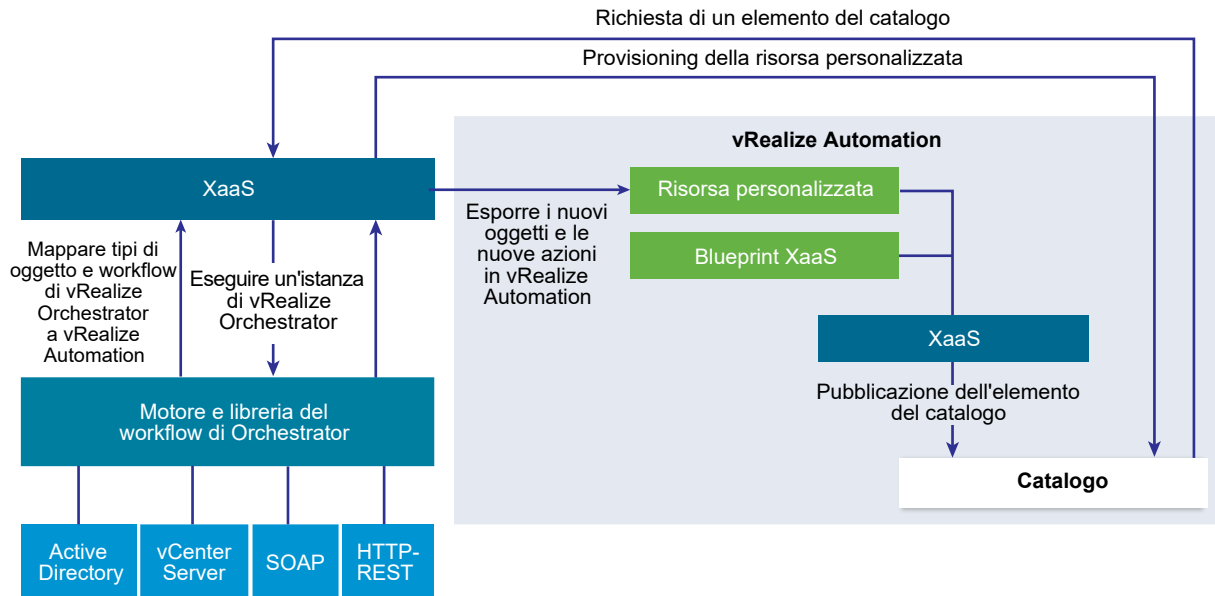 Richiesta di un elemento del catalogo
Provisioning della risorsa personalizzata
vRealize Automation
XaaS
Risorsa personalizzata
Esporre i nuovi
oggetti e le
nuove azioni
in vRealize
Automation
Blueprint XaaS
Mappare tipi di
oggetto e workflow
di vRealize
Orchestrator
a vRealize
Automation
Eseguire un'istanza
di vRealize
Orchestrator
XaaS
Pubblicazione dell'elemento
del catalogo
Motore e libreria del
workflow di Orchestrator
Catalogo
Active
Directory
vCenter
Server
SOAP
HTTP-
REST